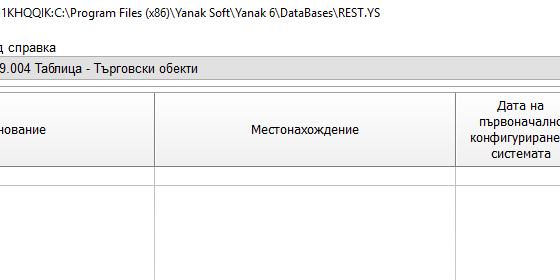 -1KHQQIK:C:\Program Files (x86)\Yanak Soft\Yanak 6\DataBases\REST.YS
д справка
9.004 Таблица - Търговски обекти
нование
Местонахождение
Дата на
първоначално
конфигуриране
системата